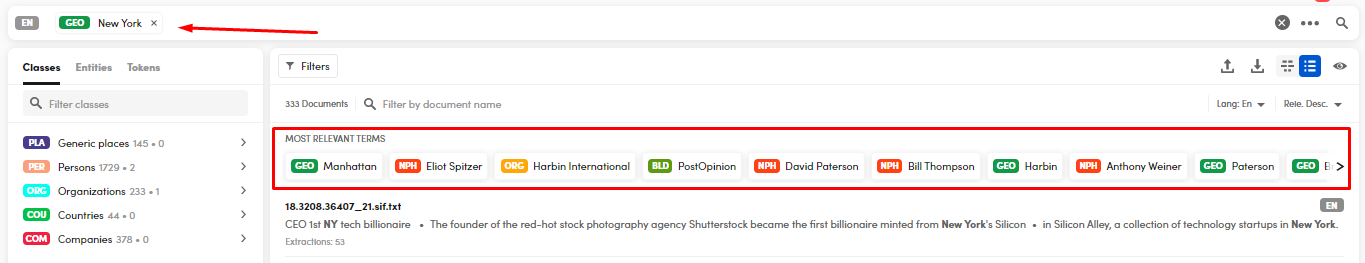 EN GEO New York ×
Classes Entities Tokens
Filter classes
PLA Generic places 145 • 0
PER Persons 1729 • 2
ORG Organizations 233 • 1
COU Countries 44 • 0
COM Companies 378 • 0
Filters
333 Documents Filter by document name Lang: En Rele. Desc.
MOST RELEVANT TERMS
GEO Manhattan NPH Eliot Spitzer ORG Harbin International BLD PostOpinion NPH David Paterson NPH Bill Thompson GEO Harbin NPH Anthony Weiner GEO Paterson GEO
18.3208.36407_21.sif.txt EN
CEO 1st NY tech billionaire • The founder of the red-hot stock photography agency Shutterstock became the first billionaire minted from New York's Silicon • in Silicon Alley, a collection of technology startups in New York.
Extractions: 53